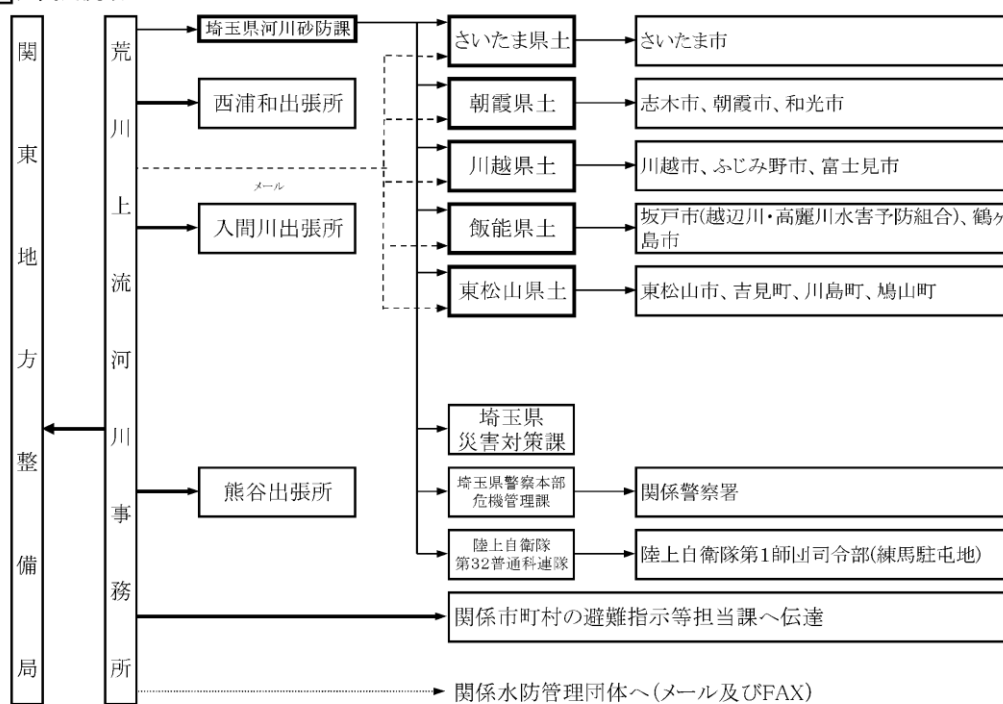 関東地方整備局
荒川上流河川事務所
埼玉県河川砂防課
西浦和出張所
メール
入間川出張所
熊谷出張所
さいたま県土
さいたま市
朝霞県土
志木市、朝霞市、和光市
川越県土
川越市、ふじみ野市、富士見市
飯能県土
坂戸市(越辺川・高麗川水害予防組合)、鶴ヶ
島市
東松山県土
東松山市、吉見町、川島町、鳩山町
埼玉県
災害対策課
埼玉県警察本部
危機管理課
関係警察署
陸上自衛隊
第32普通科連隊
陸上自衛隊第1師団司令部(練馬駐屯地)
関係市町村の避難指示等担当課へ伝達
関係水防管理団体へ(メール及びFAX)